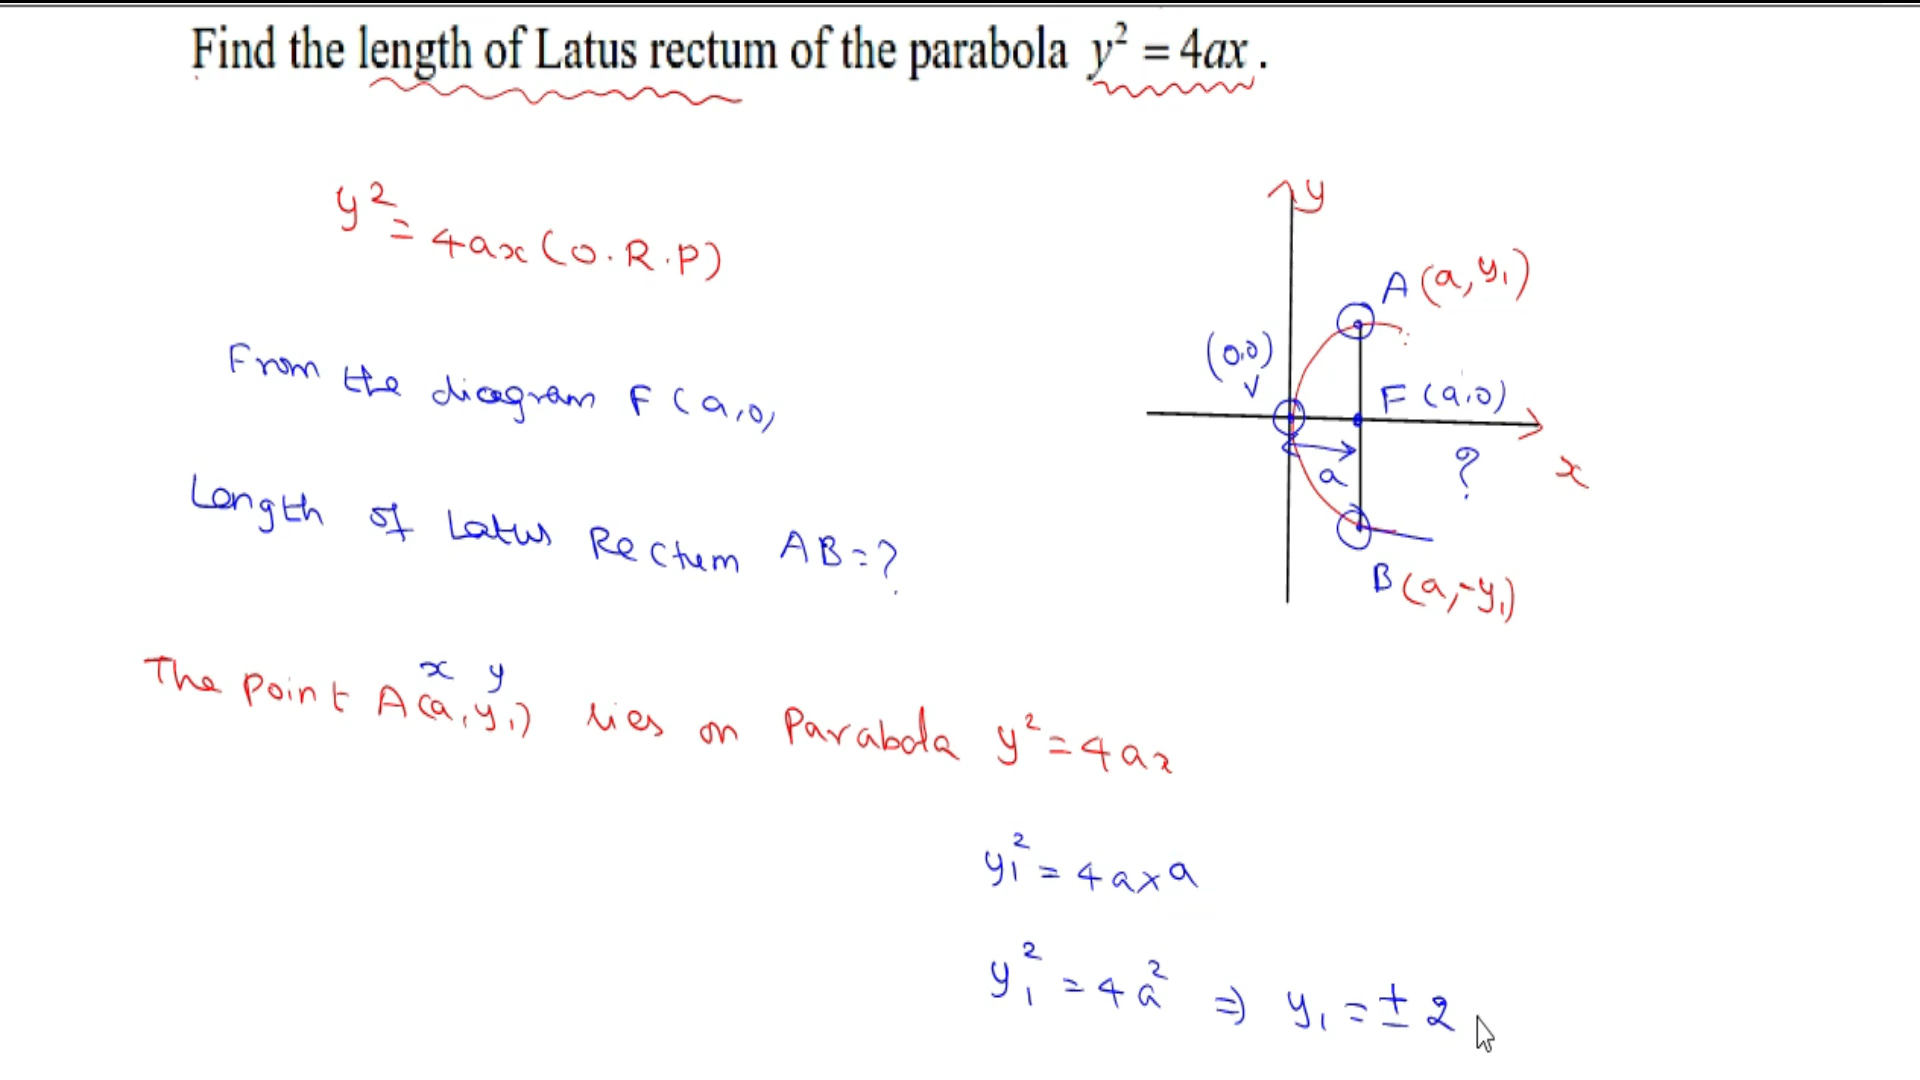 Find the length of Latus rectum of the parabola y² = 4ax .
y² = 4ax (O.R.P)
From the diagram F(a,0)
Length of Latus Rectum AB=?
y
A (a, y₁)
(0,0)
V
F (a,0)
a
?
x
B(a,-y₁)
x y
The Point A(a,y₁) lies on Parabola y² = 4ax
y₁² = 4a×a
y₁² = 4a² ⇒ y₁ = ± 2